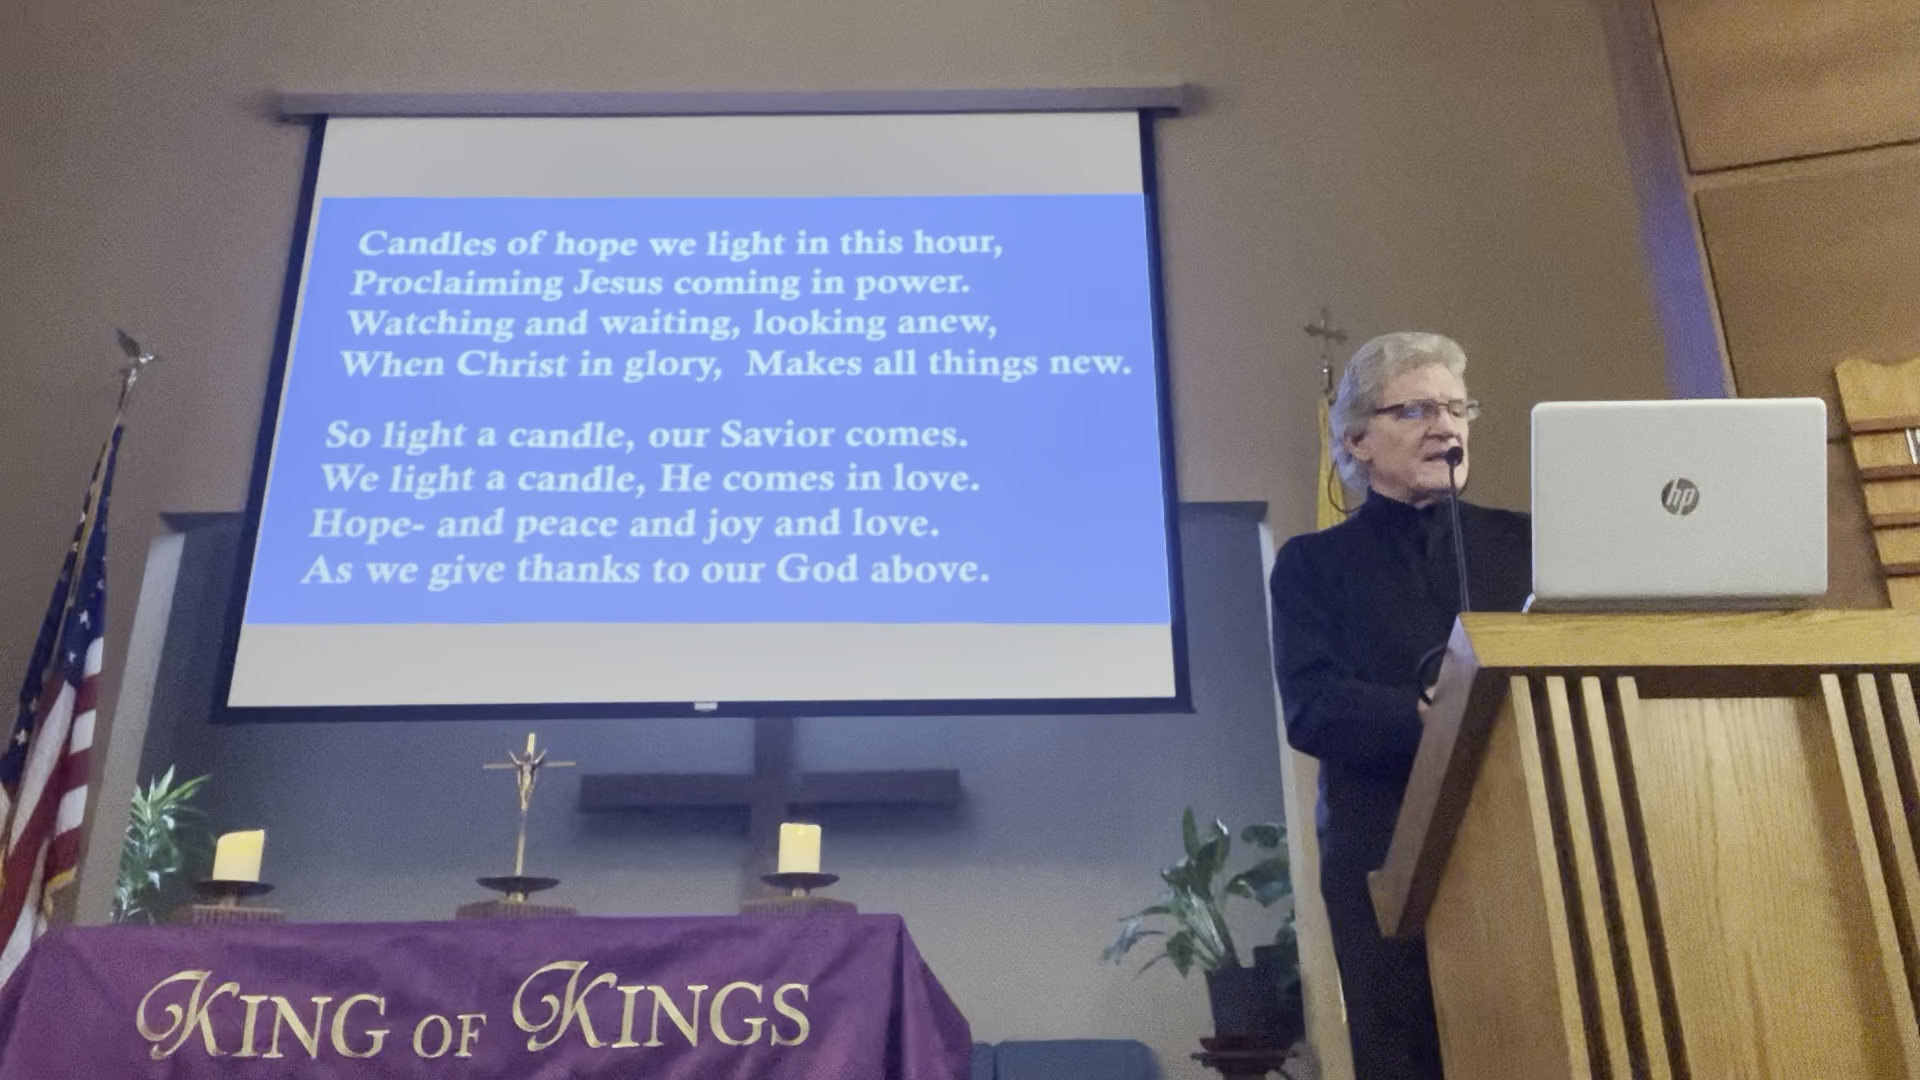 Candles of hope we light in this hour,
Proclaiming Jesus coming in power.
Watching and waiting, looking anew,
When Christ in glory, Makes all things new.
So light a candle, our Savior comes.
We light a candle, He comes in love.
Hope- and peace and joy and love.
As we give thanks to our God above.
hp
KING OF KINGS